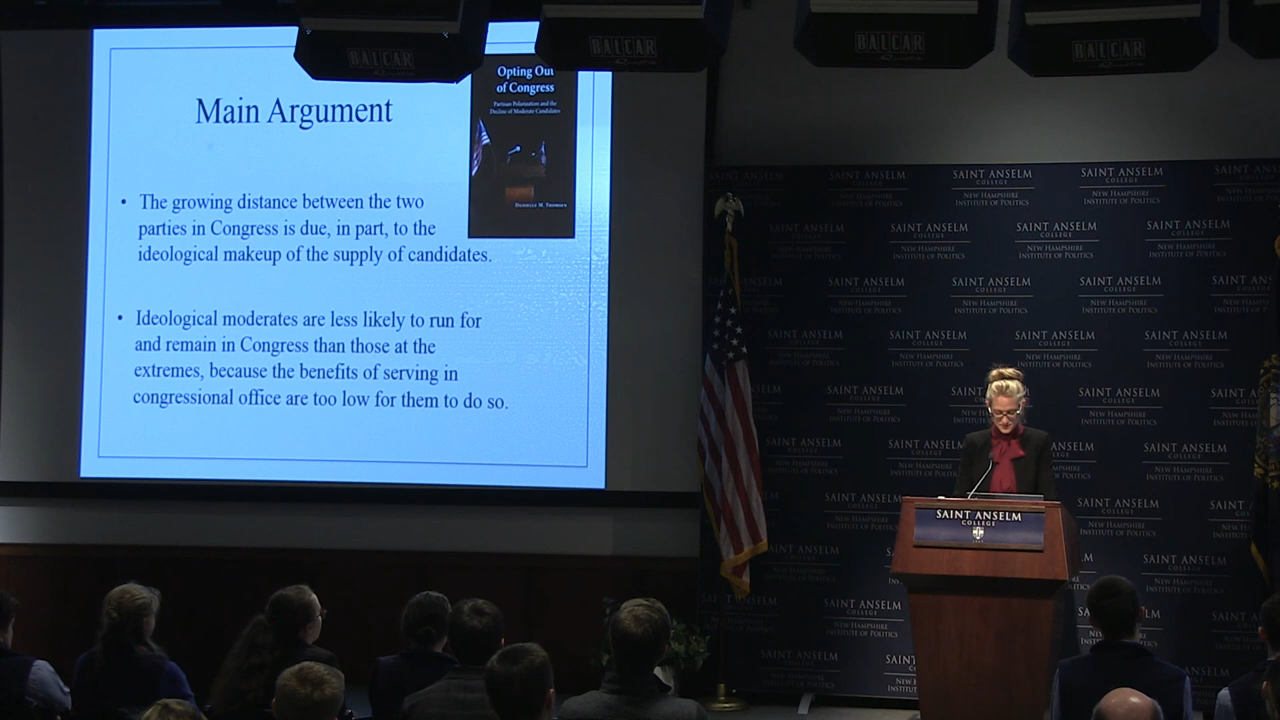 BALCAR
BALCAR
BALCAR
BALCAR
Main Argument
Opting Out
of Congress
Partisan Polarization and the
Decline of Moderate Candidates
Danielle M. Thomsen
• The growing distance between the two
parties in Congress is due, in part, to the
ideological makeup of the supply of candidates.
• Ideological moderates are less likely to run for
and remain in Congress than those at the
extremes, because the benefits of serving in
congressional office are too low for them to do so.
SAINT ANSELM
COLLEGE
NEW HAMPSHIRE
INSTITUTE OF POLITICS
SAINT ANSELM
COLLEGE